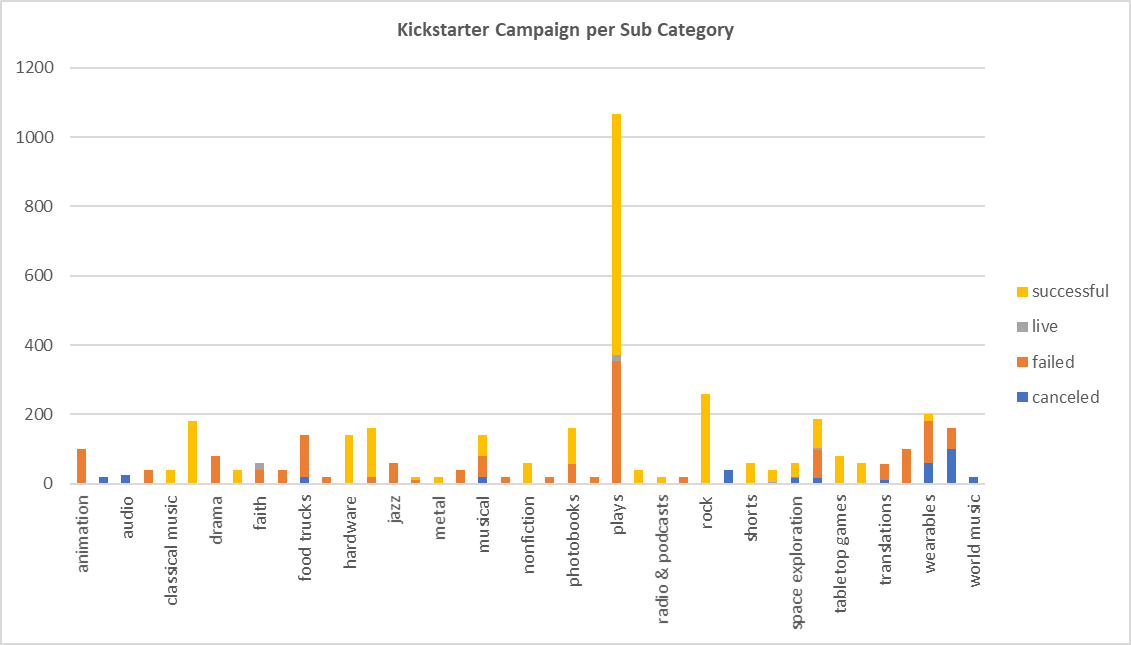 Kickstarter Campaign per Sub Category
1200
1000
800
600
400
200
0
successful
live
failed
canceled
animation
audio
classical music
drama
faith
food trucks
hardware
jazz
metal
musical
nonfiction
photobooks
plays
radio & podcasts
rock
shorts
space exploration
tabletop games
translations
wearables
world music